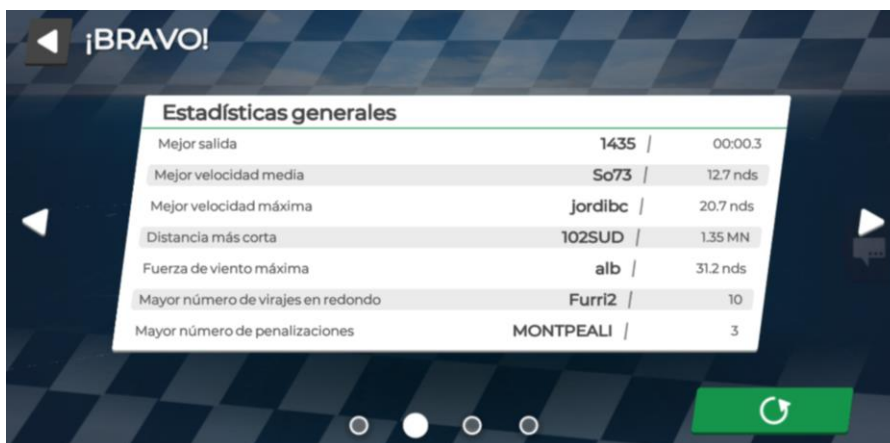 ¡BRAVO!
Estadísticas generales
Mejor salida 1435 | 00:00.3
Mejor velocidad media So73 | 12.7 nds
Mejor velocidad máxima jordibc | 20.7 nds
Distancia más corta 102SUD | 1.35 MN
Fuerza de viento máxima alb | 31.2 nds
Mayor número de virajes en redondo Furri2 | 10
Mayor número de penalizaciones MONTPEALI | 3